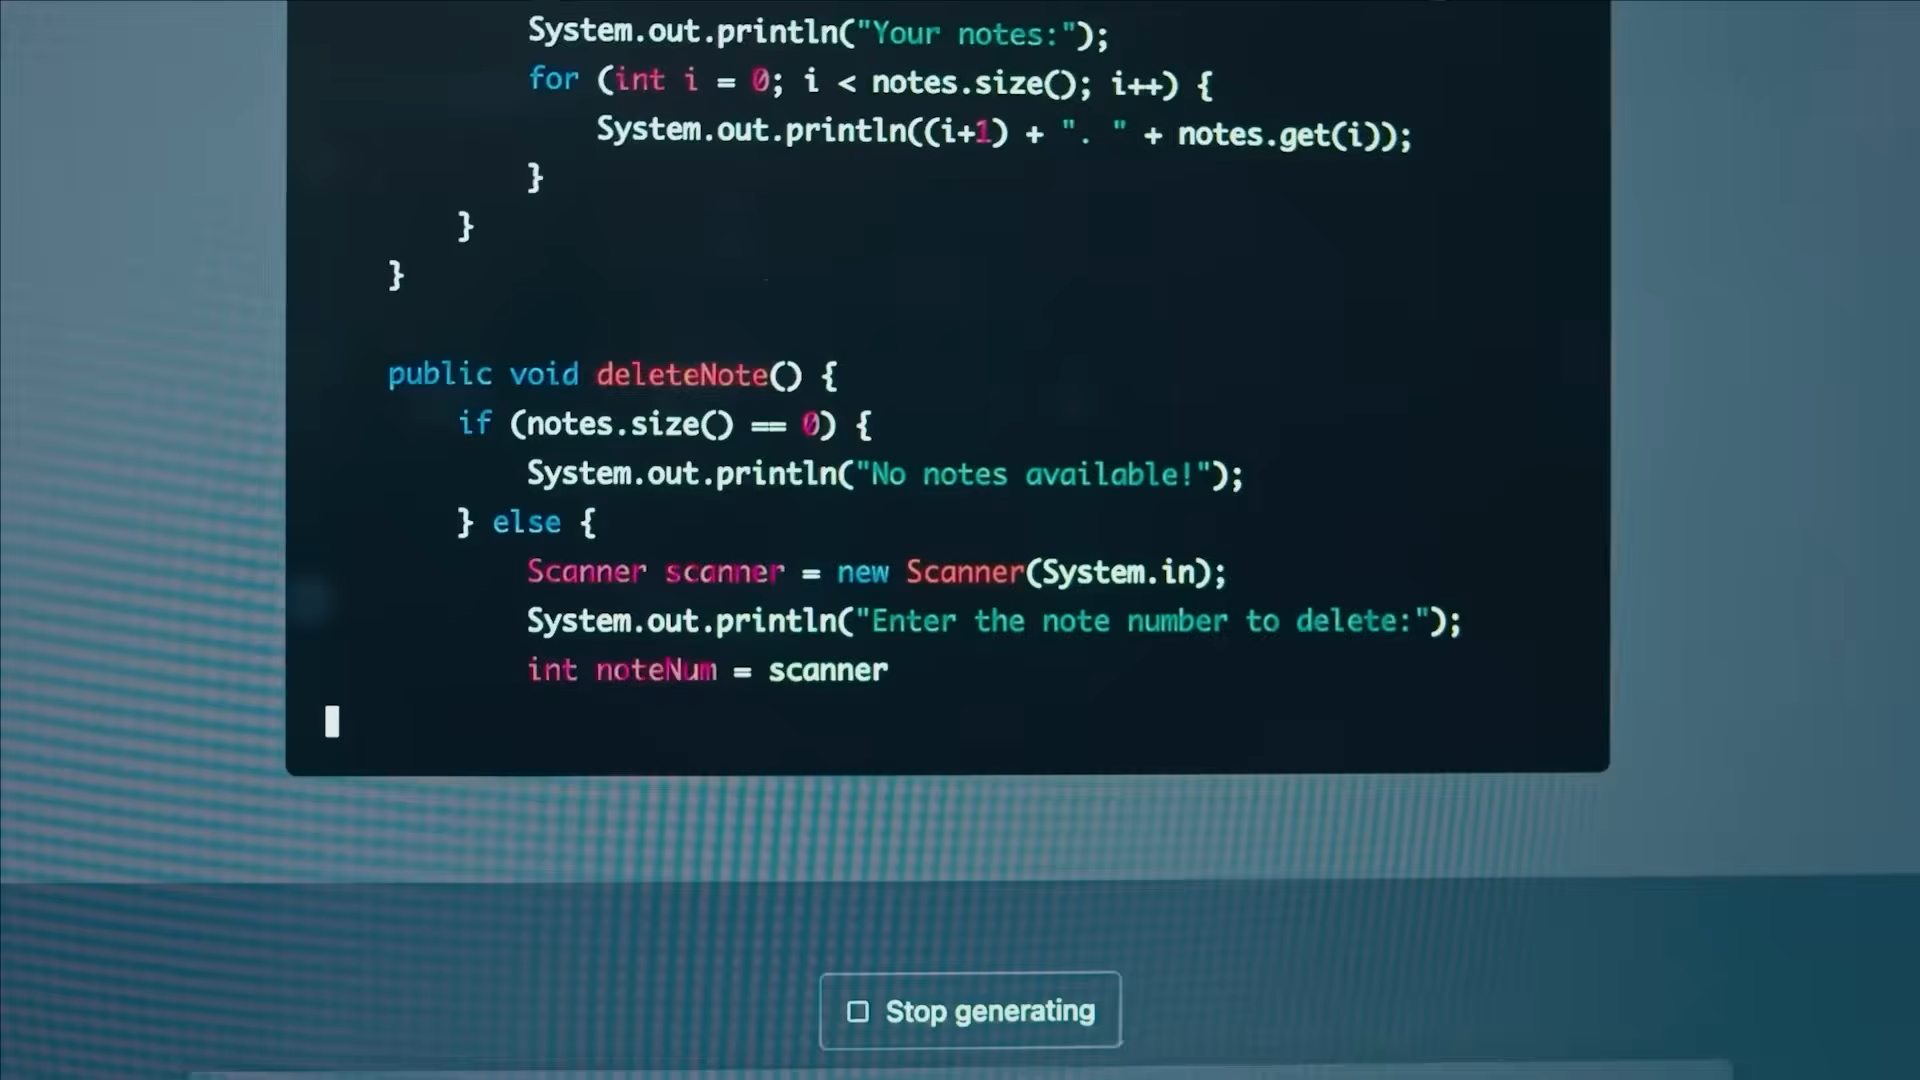 System.out.println("Your notes:");
for (int i = 0; i < notes.size(); i++) {
System.out.println((i+1) + ". " + notes.get(i));
}
}
}
public void deleteNote() {
if (notes.size() == 0) {
System.out.println("No notes available!");
} else {
Scanner scanner = new Scanner(System.in);
System.out.println("Enter the note number to delete:");
int noteNum = scanner
Stop generating